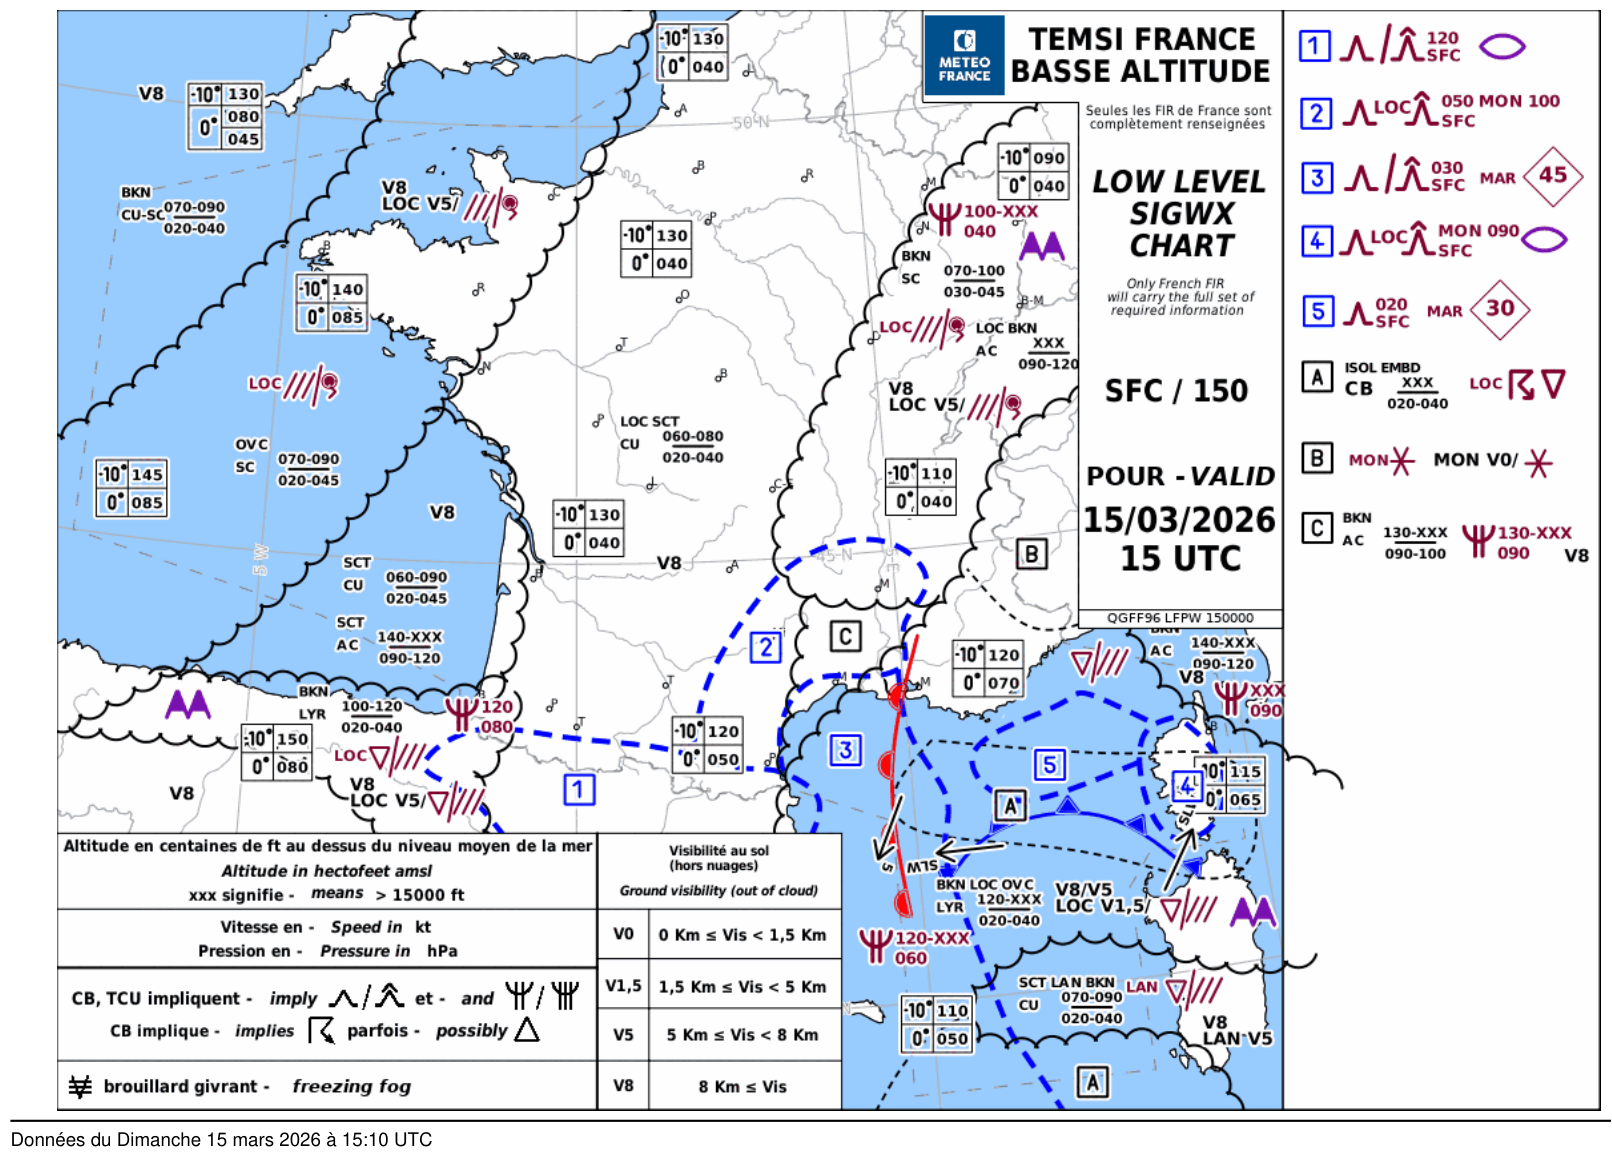 METEO
FRANCE
TEMSI FRANCE
BASSE ALTITUDE
Seules les FIR de France sont
complètement renseignées
LOW LEVEL
SIGWX
CHART
Only French FIR
will carry the full set of
required information
SFC / 150
POUR - VALID
15/03/2026
15 UTC
QGFF96 LFPW 150000
1 120
SFC
2 LOC 050 MON 100
SFC
3 030
SFC MAR 45
4 LOC MON 090
SFC
5 020
SFC MAR 30
A ISOL EMBD
CB XXX
020-040 LOC
B MON MON V0/
C BKN
AC 130-XXX
090-100 130-XXX
090 V8
V8
-10° 130
0° 080
045
-10° 130
0° 040
50°N
BKN
CU-SC 070-090
020-040
V8
LOC V5/
-10° 130
0° 040
-10° 090
0° 040
100-XXX
040
BKN
SC 070-100
030-045
-10° 140
0° 085
LOC
LOC BKN
AC XXX
090-120
LOC
V8
LOC V5/
OVC
SC 070-090
020-045
LOC SCT
CU 060-080
020-040
-10° 145
0° 085
V8
-10° 130
0° 040
-10° 110
0° 040
5°W
45°N
V8
B
SCT
CU 060-090
020-045
SCT
AC 140-XXX
090-120
2
C
-10° 120
0° 070
BKN
AC 140-XXX
090-120
V8
XXX
090
BKN
LYR 100-120
020-040
120
080
-10° 150
0° 080
LOC
V8
LOC V5/
V8
1
-10° 120
0° 050
3
5
4
-10° 115
0° 065
A
5
SLW
STS
BKN LOC OVC
LYR 120-XXX
020-040
V8/V5
LOC V1,5/
120-XXX
060
SCT LAN BKN
CU 070-090
020-040
LAN
V8
LAN V5
-10° 110
0° 050
A
Altitude en centaines de ft au dessus du niveau moyen de la mer
Altitude in hectofeet amsl
xxx signifie - means > 15000 ft
Vitesse en - Speed in kt
Pression en - Pressure in hPa
CB, TCU impliquent - imply / et - and /
CB implique - implies parfois - possibly
brouillard givrant - freezing fog
Visibilité au sol
(hors nuages)
Ground visibility (out of cloud)
V0 0 Km ≤ Vis < 1,5 Km
V1,5 1,5 Km ≤ Vis < 5 Km
V5 5 Km ≤ Vis < 8 Km
V8 8 Km ≤ Vis
Données du Dimanche 15 mars 2026 à 15:10 UTC